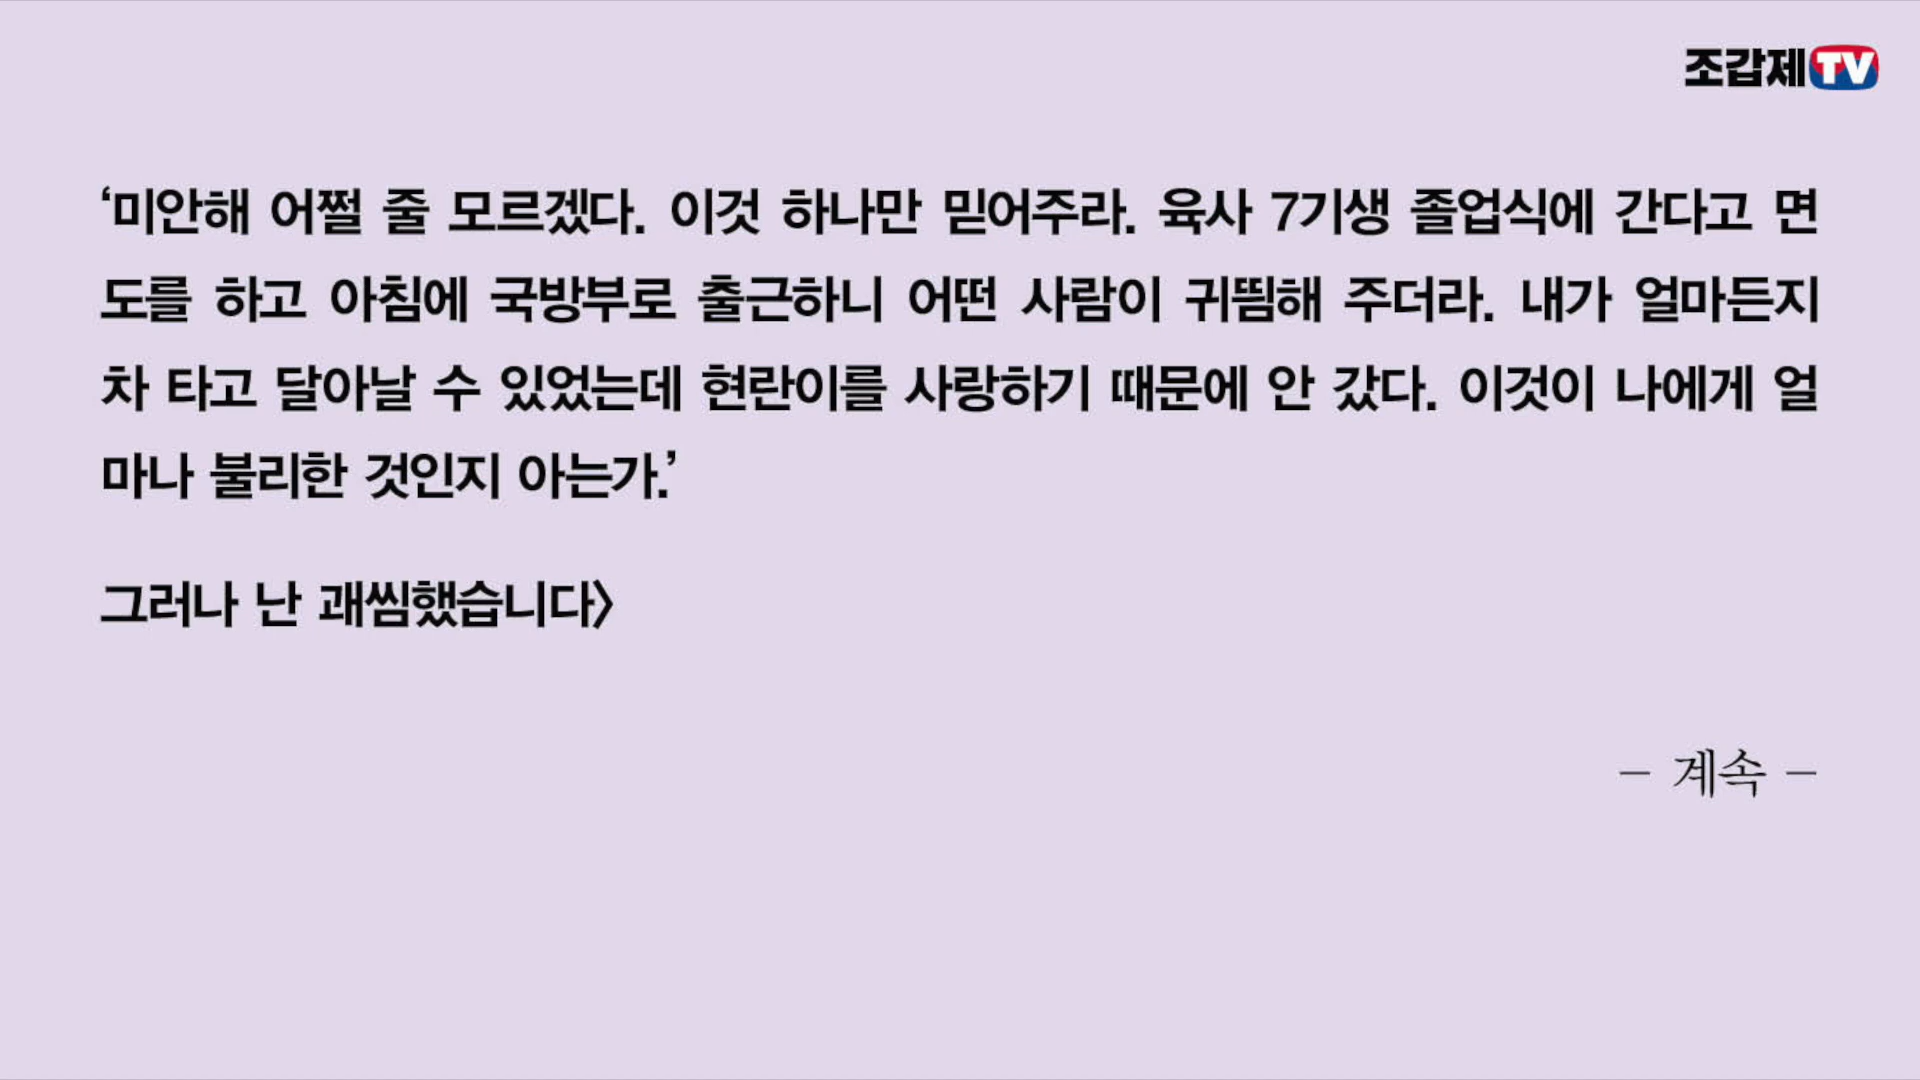 조갑제TV
‘미안해 어쩔 줄 모르겠다. 이것 하나만 믿어주라. 육사 7기생 졸업식에 간다고 면
도를 하고 아침에 국방부로 출근하니 어떤 사람이 귀띔해 주더라. 내가 얼마든지
차 타고 달아날 수 있었는데 현란이를 사랑하기 때문에 안 갔다. 이것이 나에게 얼
마나 불리한 것인지 아는가.’
그러나 난 괘씸했습니다〉
– 계속 –